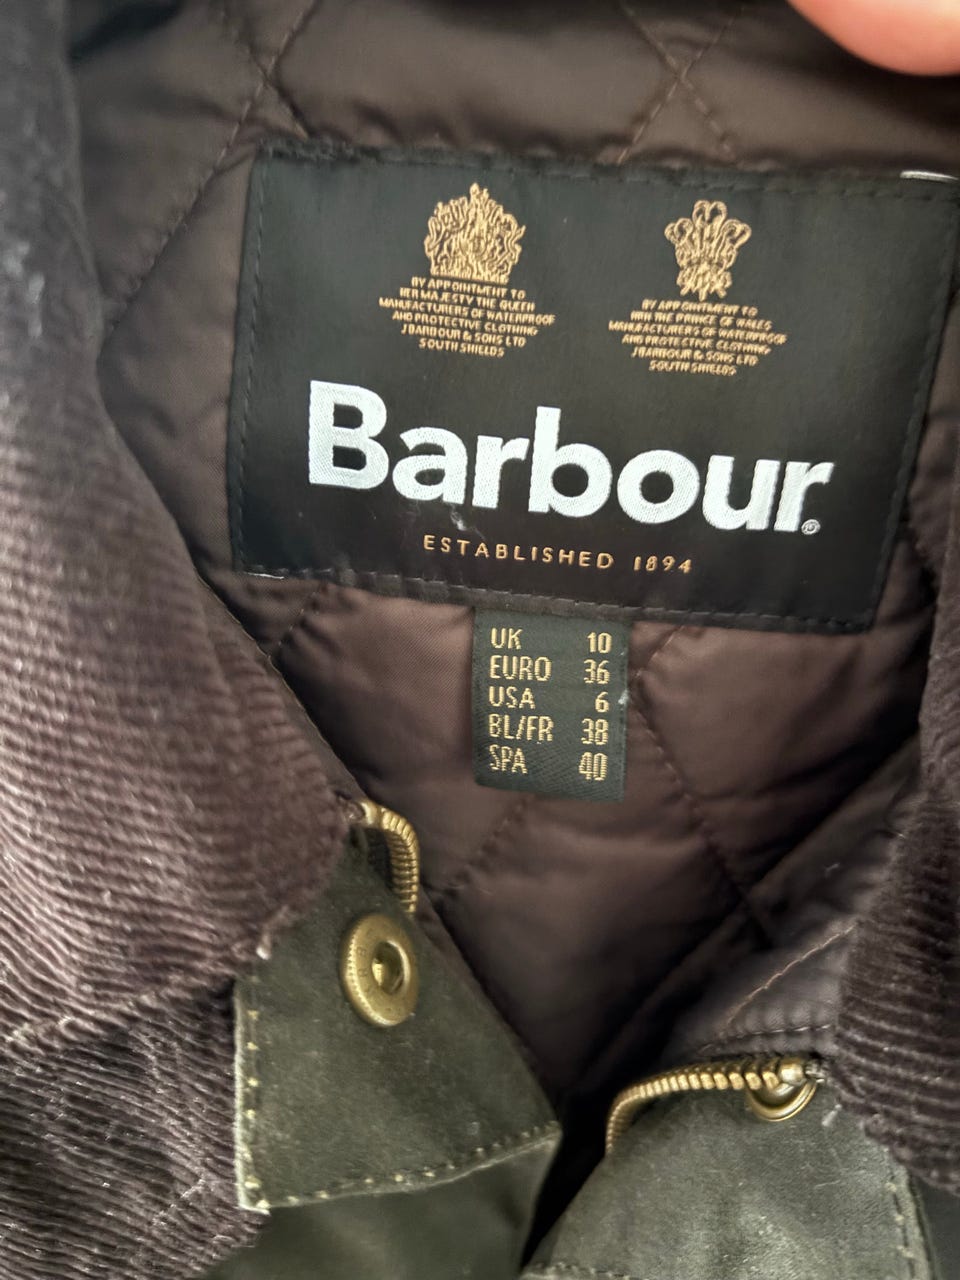 BY APPOINTMENT TO
HER MAJESTY THE QUEEN
MANUFACTURERS OF WATERPROOF
AND PROTECTIVE CLOTHING
J BARBOUR & SONS LTD
SOUTH SHIELDS
BY APPOINTMENT TO
HRH THE PRINCE OF WALES
MANUFACTURERS OF WATERPROOF
AND PROTECTIVE CLOTHING
J BARBOUR & SONS LTD
SOUTH SHIELDS
Barbour®
ESTABLISHED 1894
UK 10
EURO 36
USA 6
BL/FR 38
SPA 40